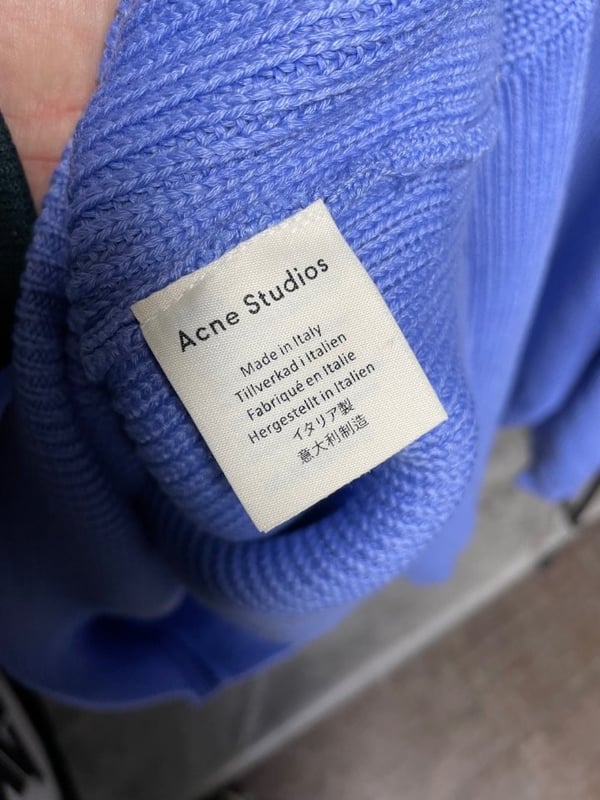 Acne Studios
Made in Italy
Tillverkad i Italien
Fabriqué en Italie
Hergestellt in Italien
イタリア製
意大利制造